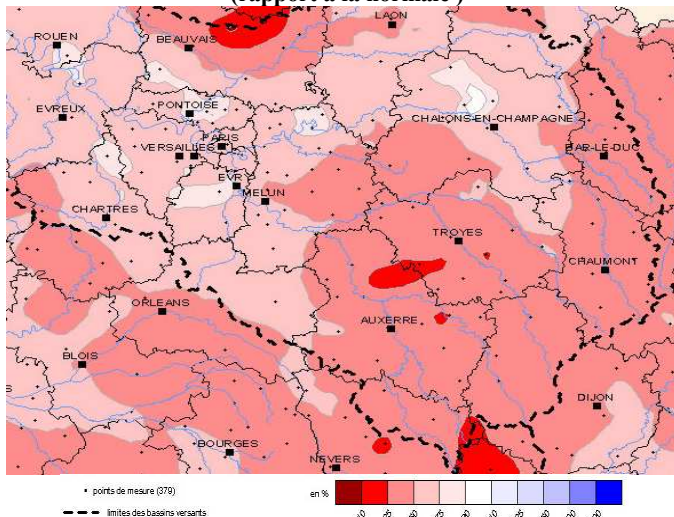 (rapport à la normale )
LAON
ROUEN
BEAUVAIS
EVREUX
PONTOISE
CHALONS-EN-CHAMPAGNE
PARIS
VERSAILLES
BAR-LE-DUC
EVRY
MELUN
CHARTRES
TROYES
CHAUMONT
ORLEANS
AUXERRE
BLOIS
DIJON
BOURGES
NEVERS
points de mesure (379)
en %
limites des bassins versants